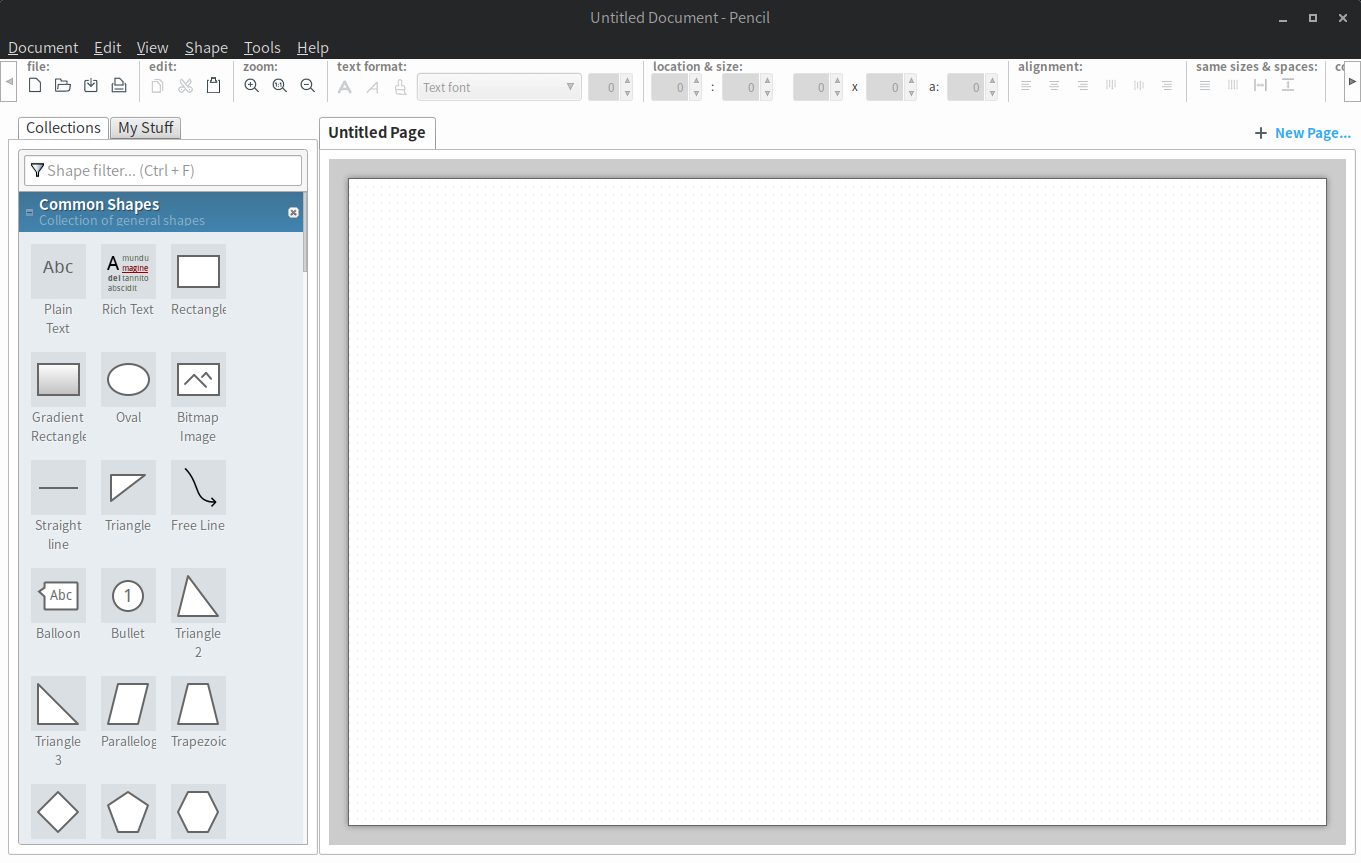 Untitled Document - Pencil
Document Edit View Shape Tools Help
file: edit: zoom: text format: location & size: alignment: same sizes & spaces:
1:1 Text font 0 0 : 0 0 x 0 a: 0
Collections My Stuff
Untitled Page
New Page...
Shape filter... (Ctrl + F)
Common Shapes
Collection of general shapes
Abc
A mundu
magine
del tannito
abscidit
Plain
Text
Rich Text
Rectangle
Gradient
Rectangle
Oval
Bitmap
Image
Straight
line
Triangle
Free Line
Abc
1
Balloon
Bullet
Triangle
2
Triangle
3
Parallelog
Trapezoid